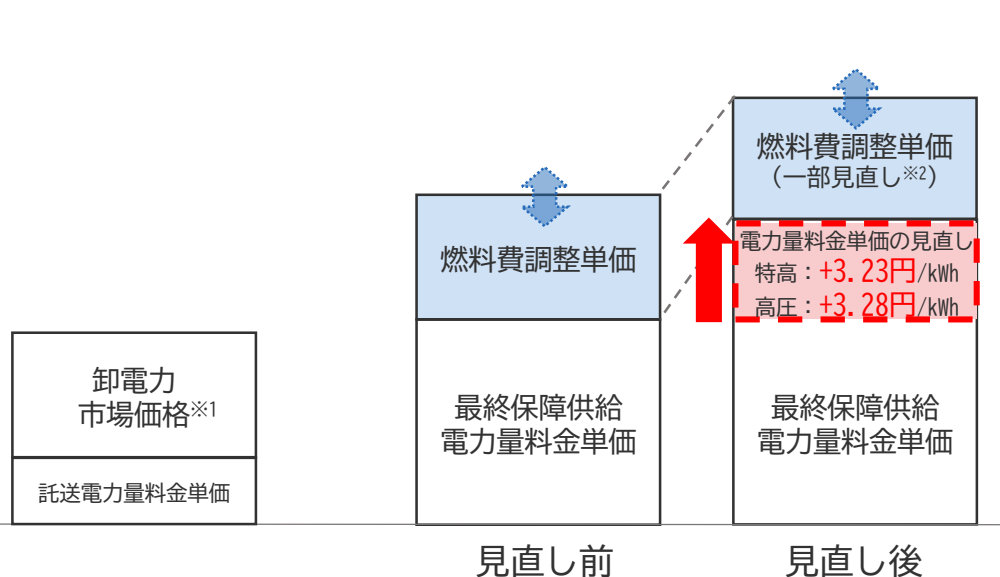 卸電力
市場価格※1
託送電力量料金単価
燃料費調整単価
最終保障供給
電力量料金単価
見直し前
燃料費調整単価
(一部見直し※2)
電力量料金単価の見直し
特高：+3.23円/kWh
高圧：+3.28円/kWh
最終保障供給
電力量料金単価
見直し後